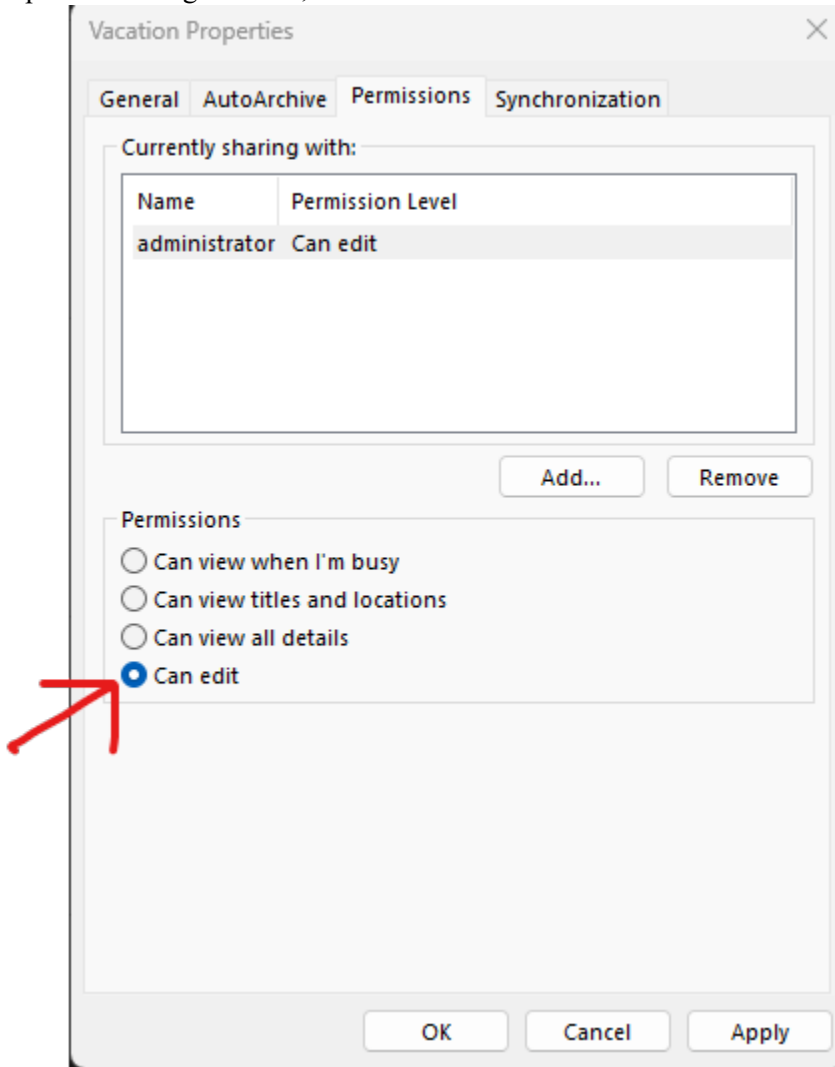 Vacation Properties
General AutoArchive Permissions Synchronization
Currently sharing with:
Name Permission Level
administrator Can edit
Add... Remove
Permissions
Can view when I'm busy
Can view titles and locations
Can view all details
Can edit
OK Cancel Apply